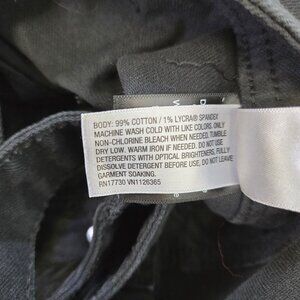 BODY: 99% COTTON / 1% LYCRA® SPANDEX
MACHINE WASH COLD WITH LIKE COLORS. ONLY
NON-CHLORINE BLEACH WHEN NEEDED. TUMBLE
DRY LOW. WARM IRON IF NEEDED. DO NOT USE
DETERGENTS WITH OPTICAL BRIGHTENERS, FULLY
DISSOLVE DETERGENT BEFORE USE, DO NOT LEAVE
GARMENT SOAKING.
RN17730 VN1126365